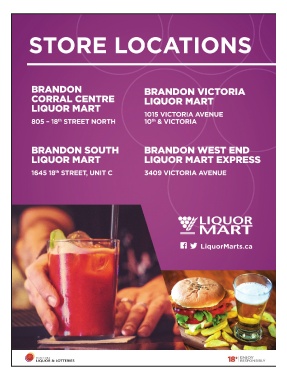 STORE LOCATIONS
BRANDON
CORRAL CENTRE
LIQUOR MART
805 – 18th STREET NORTH
BRANDON VICTORIA
LIQUOR MART
1015 VICTORIA AVENUE
10th & VICTORIA
BRANDON SOUTH
LIQUOR MART
1645 18th STREET, UNIT C
BRANDON WEST END
LIQUOR MART EXPRESS
3409 VICTORIA AVENUE
LIQUOR
MART
LiquorMarts.ca
LIQUOR & LOTTERIES
18+ ENJOY
RESPONSIBLY